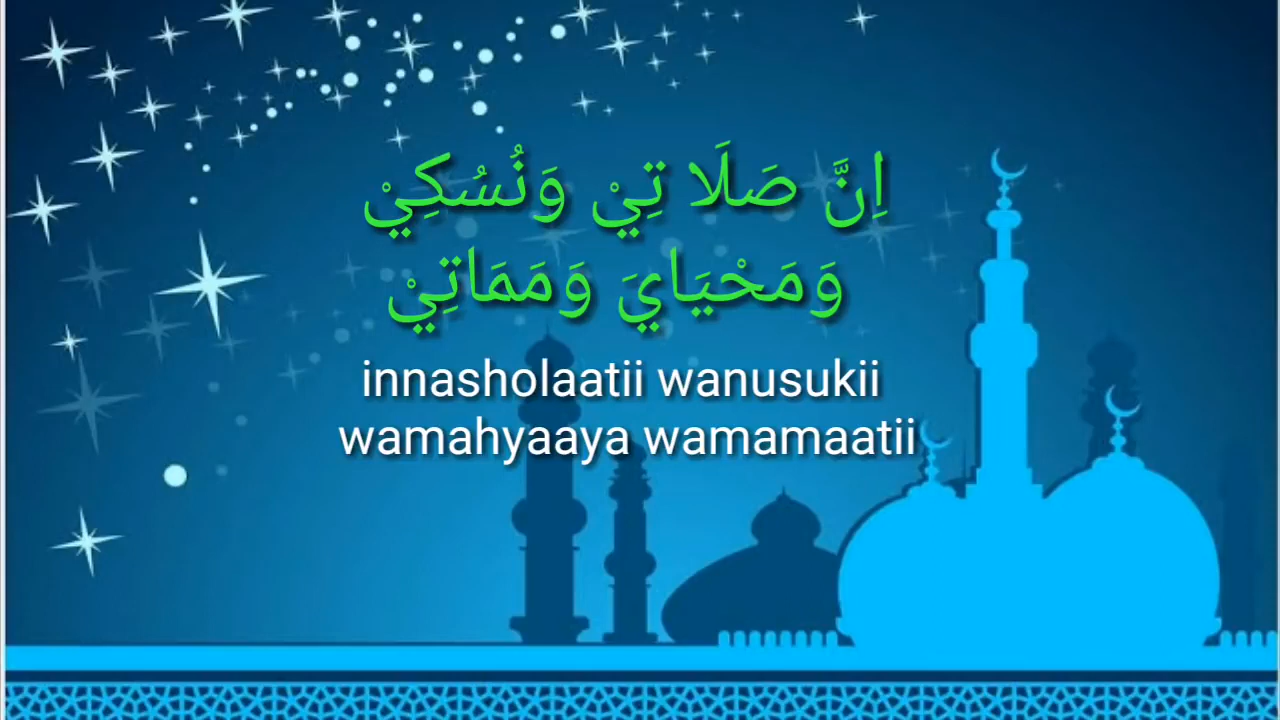 اِنَّ صَلَا تِيْ وَنُسُكِيْ
وَمَحْيَايَ وَمَمَاتِيْ
innasholaatii wanusukii
wamahyaaya wamamaatii